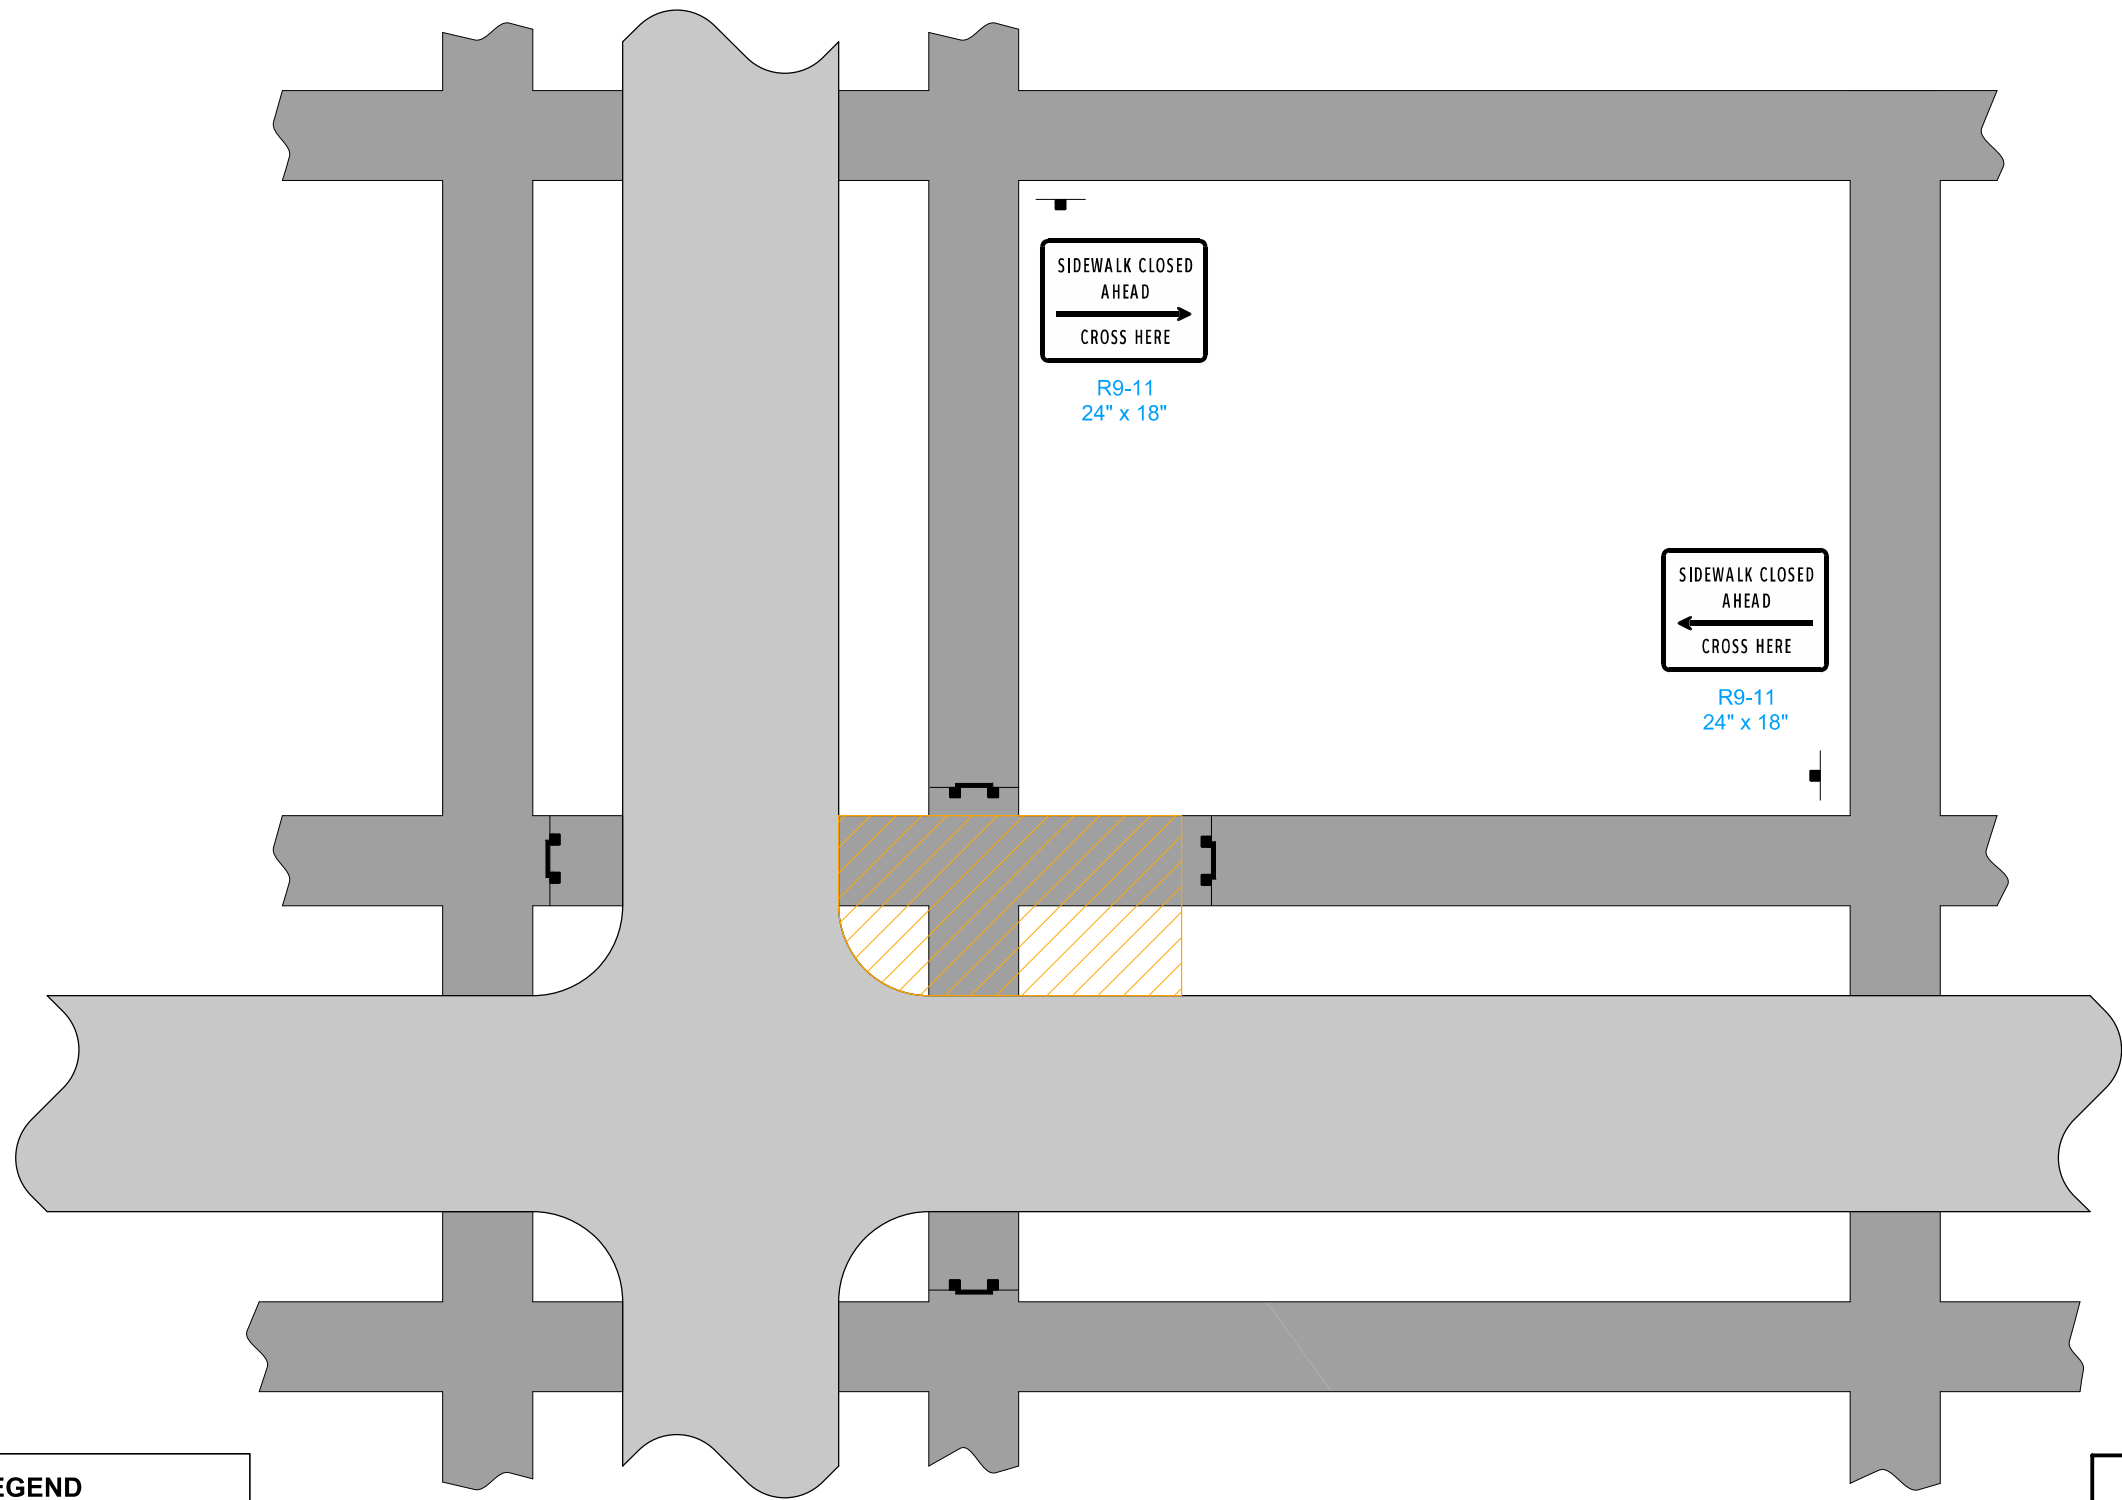 SIDEWALK CLOSED
AHEAD
CROSS HERE
R9-11
24" x 18"
SIDEWALK CLOSED
AHEAD
CROSS HERE
R9-11
24" x 18"
EGEND